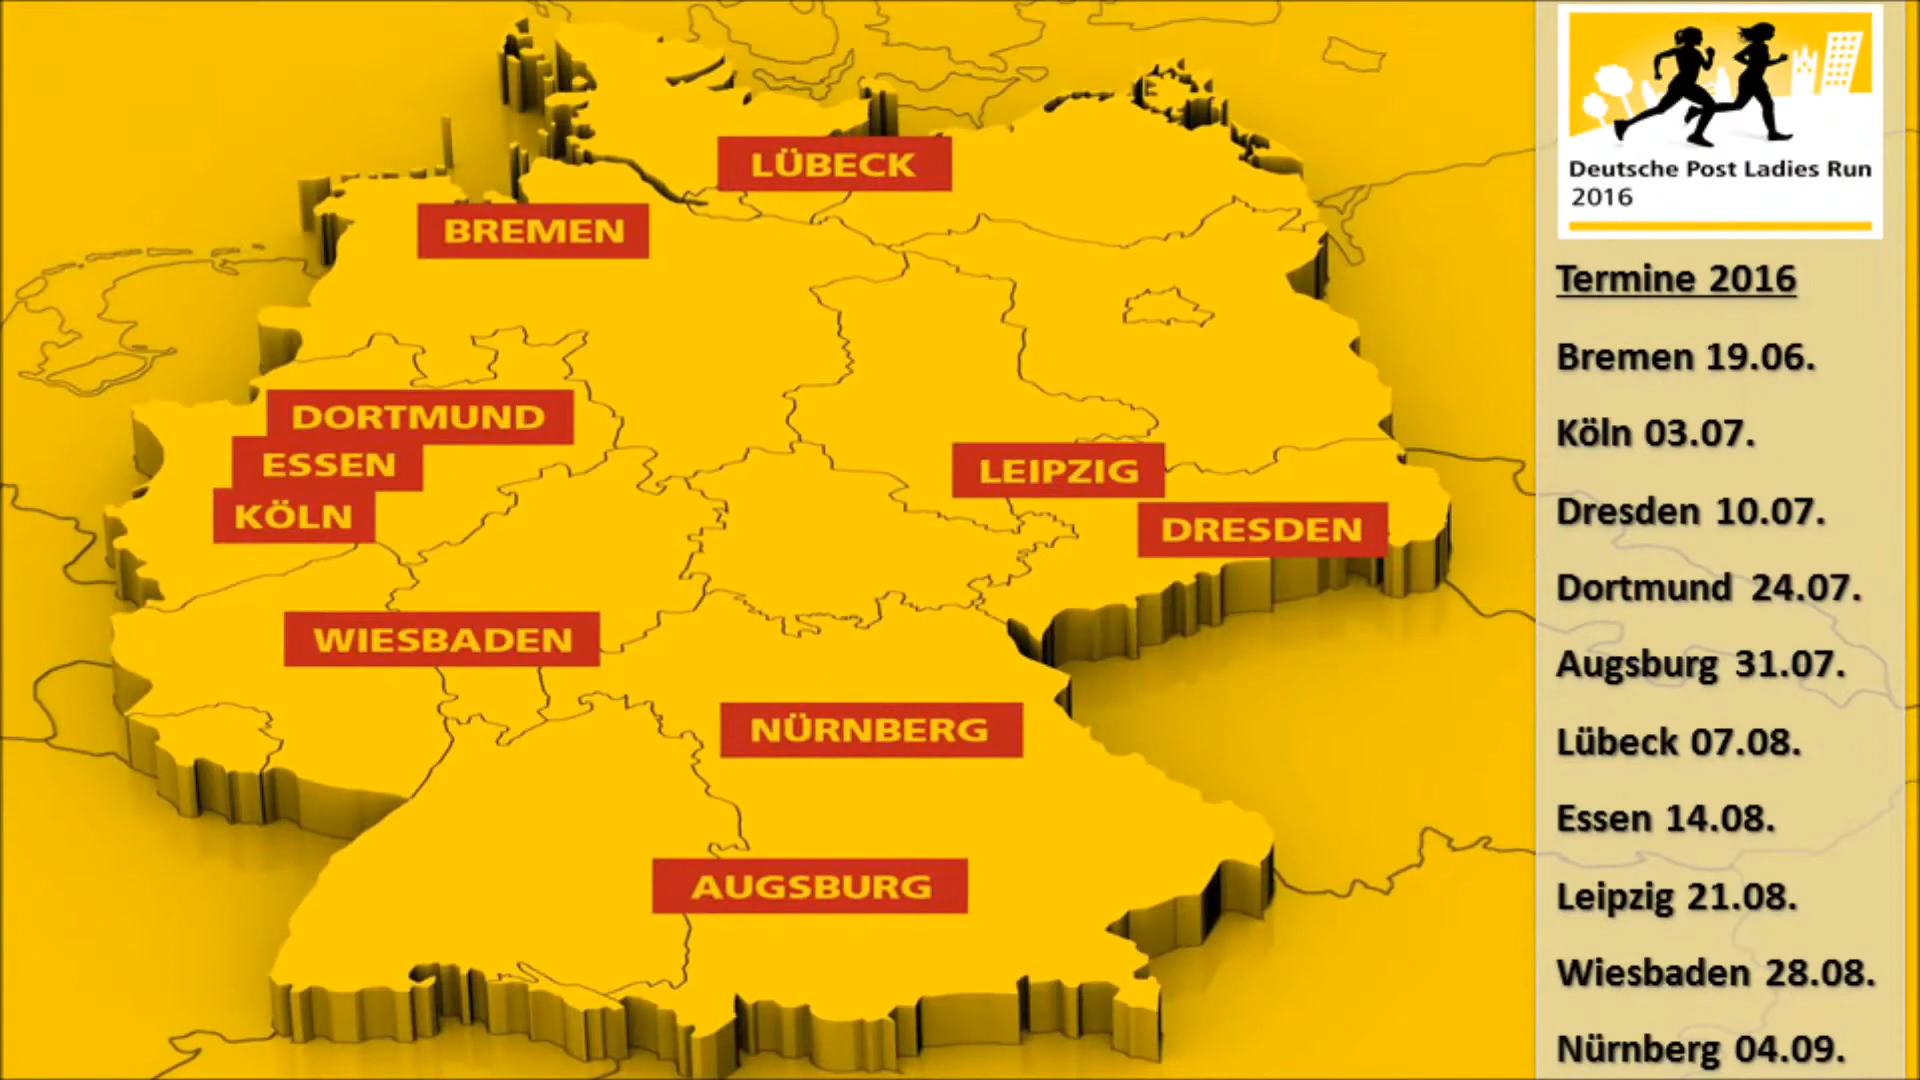 LÜBECK
BREMEN
DORTMUND
ESSEN
KÖLN
LEIPZIG
DRESDEN
WIESBADEN
NÜRNBERG
AUGSBURG
Deutsche Post Ladies Run
2016
Termine 2016
Bremen 19.06.
Köln 03.07.
Dresden 10.07.
Dortmund 24.07.
Augsburg 31.07.
Lübeck 07.08.
Essen 14.08.
Leipzig 21.08.
Wiesbaden 28.08.
Nürnberg 04.09.